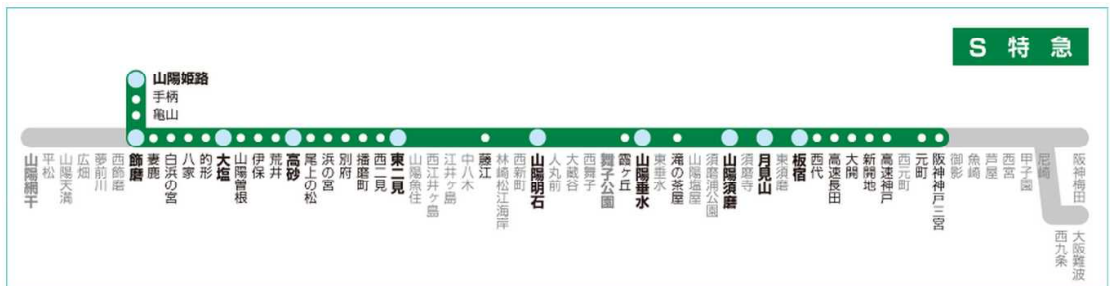 S 特 急
山陽姫路
手柄
亀山
山陽網干
平松
山陽天満
広畑
夢前川
西飾磨
飾磨
妻鹿
白浜の宮
八家
的形
大塩
山陽曽根
伊保
荒井
高砂
尾上の松
浜の宮
別府
播磨町
西二見
東二見
山陽魚住
西江井ヶ島
江井ヶ島
中八木
藤江
林崎松江海岸
西新町
山陽明石
人丸前
大蔵谷
西舞子
舞子公園
霞ヶ丘
山陽垂水
東垂水
滝の茶屋
山陽塩屋
須磨浦公園
山陽須磨
須磨寺
月見山
東須磨
板宿
西代
高速長田
大開
新開地
高速神戸
西元町
元町
阪神神戸三宮
御影
魚崎
芦屋
西宮
甲子園
尼崎
阪神梅田
大阪難波
西九条